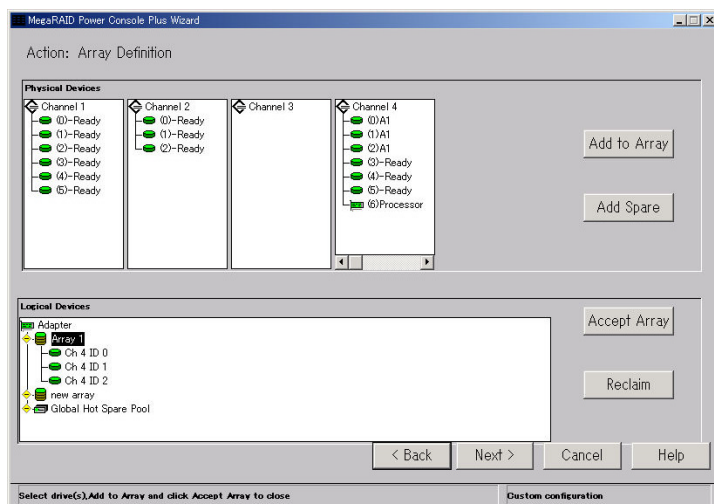 MegaRAID Power Console Plus Wizard
Action: Array Definition
Physical Devices
Channel 1
(0)-Ready
(1)-Ready
(2)-Ready
(3)-Ready
(4)-Ready
(5)-Ready
Channel 2
(0)-Ready
(1)-Ready
(2)-Ready
Channel 3
Channel 4
(0)A1
(1)A1
(2)A1
(3)-Ready
(4)-Ready
(5)-Ready
(6)Processor
Add to Array
Add Spare
Logical Devices
Adapter
Array 1
Ch 4 ID 0
Ch 4 ID 1
Ch 4 ID 2
new array
Global Hot Spare Pool
Accept Array
Reclaim
< Back
Next >
Cancel
Help
Select drive(s),Add to Array and click Accept Array to close
Custom configuration